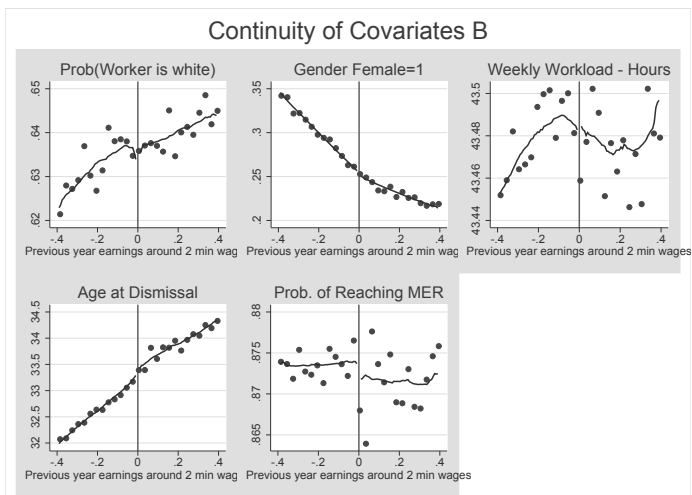 Continuity of Covariates B
Prob(Worker is white)
.65
.64
.63
.62
-.4 -.2 0 .2 .4
Previous year earnings around 2 min wages
Gender Female=1
.35
.3
.25
.2
-.4 -.2 0 .2 .4
Previous year earnings around 2 min wages
Weekly Workload - Hours
43.5
43.48
43.46
43.44
-.4 -.2 0 .2 .4
Previous year earnings around 2 min wages
Age at Dismissal
34.5
34
33.5
33
32.5
32
-.4 -.2 0 .2 .4
Previous year earnings around 2 min wages
Prob. of Reaching MER
.88
.875
.87
.865
-.4 -.2 0 .2 .4
Previous year earnings around 2 min wages